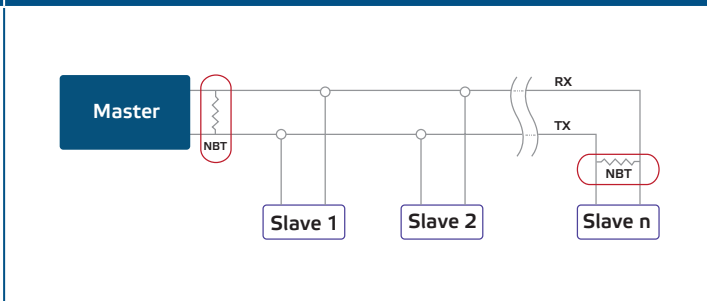 RX
Master
TX
NBT
NBT
Slave 1
Slave 2
Slave n